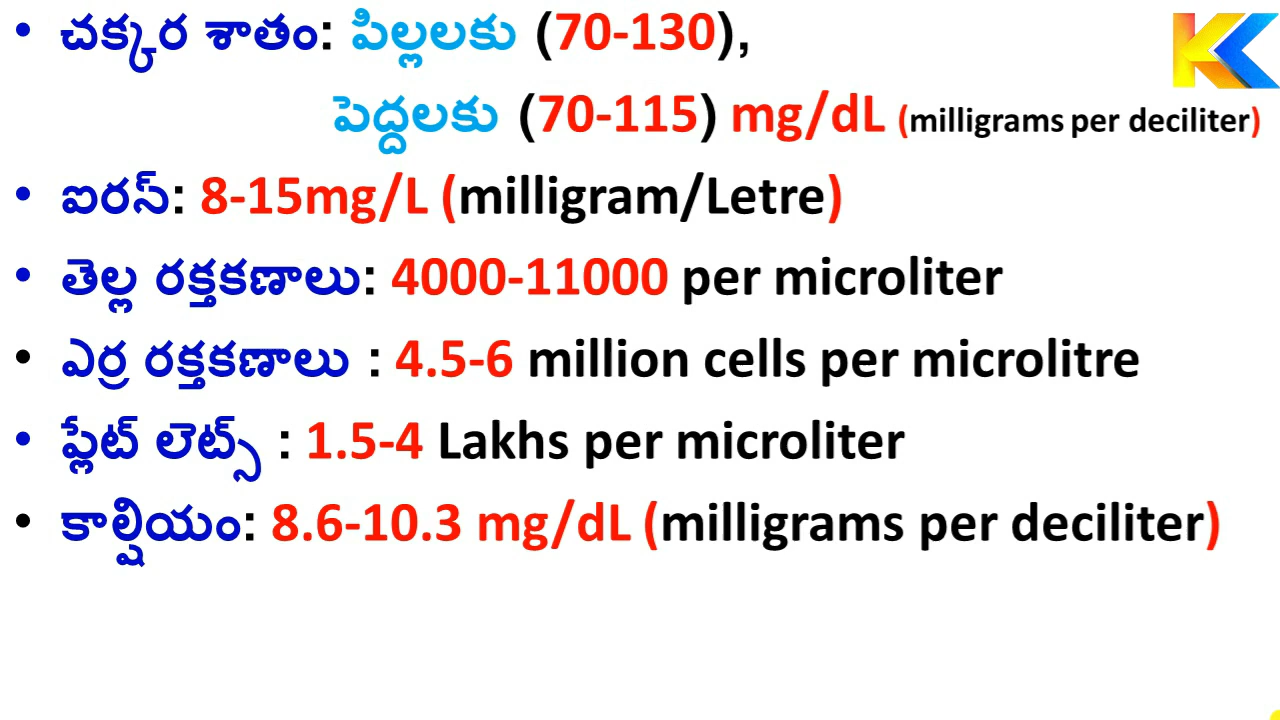 • చక్కర శాతం: పిల్లలకు (70-130),
పెద్దలకు (70-115) mg/dL (milligrams per deciliter)
• ఐరన్: 8-15mg/L (milligram/Letre)
• తెల్ల రక్తకణాలు: 4000-11000 per microliter
• ఎర్ర రక్తకణాలు : 4.5-6 million cells per microlitre
• ప్లేట్ లెట్స్ : 1.5-4 Lakhs per microliter
• కాల్షియం: 8.6-10.3 mg/dL (milligrams per deciliter)